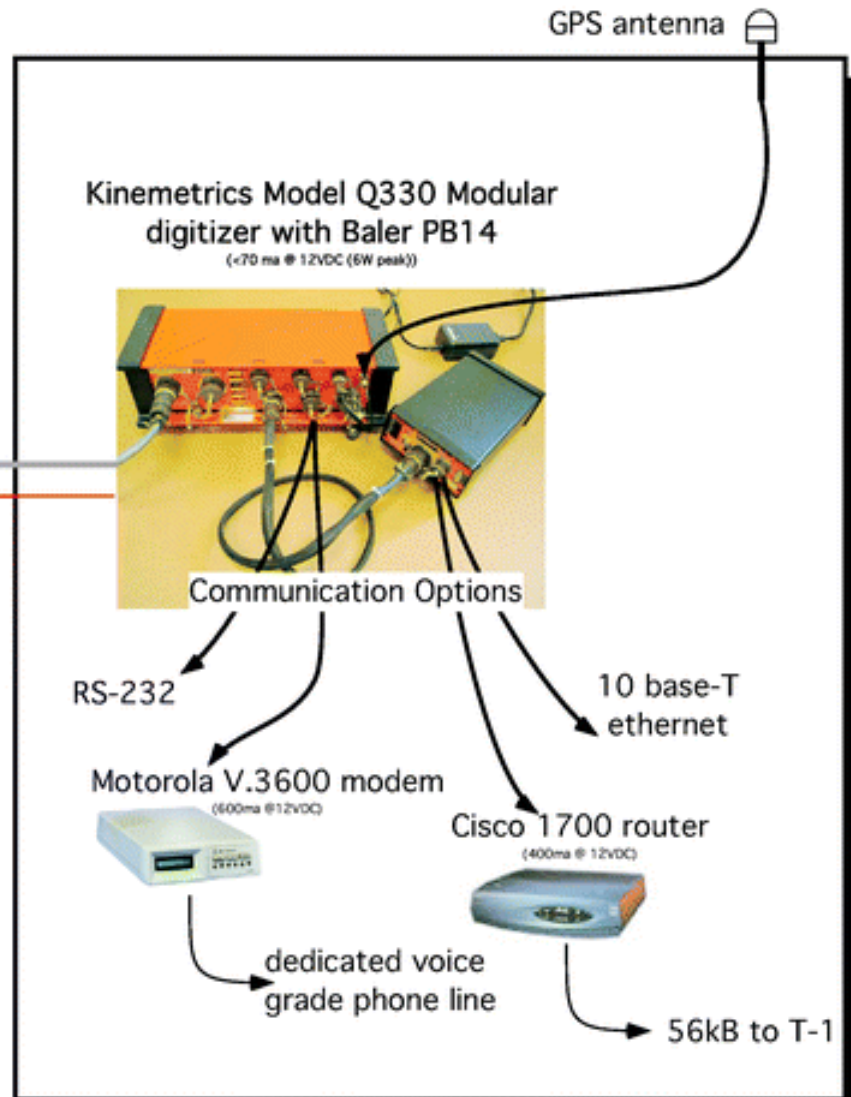 GPS antenna
Kinemetrics Model Q330 Modular
digitizer with Baler PB14
(<70 ma @ 12VDC (6W peak))
Communication Options
RS-232
10 base-T
ethernet
Motorola V.3600 modem
(600ma @12VDC)
Cisco 1700 router
(400ma @ 12VDC)
dedicated voice
grade phone line
56kB to T-1